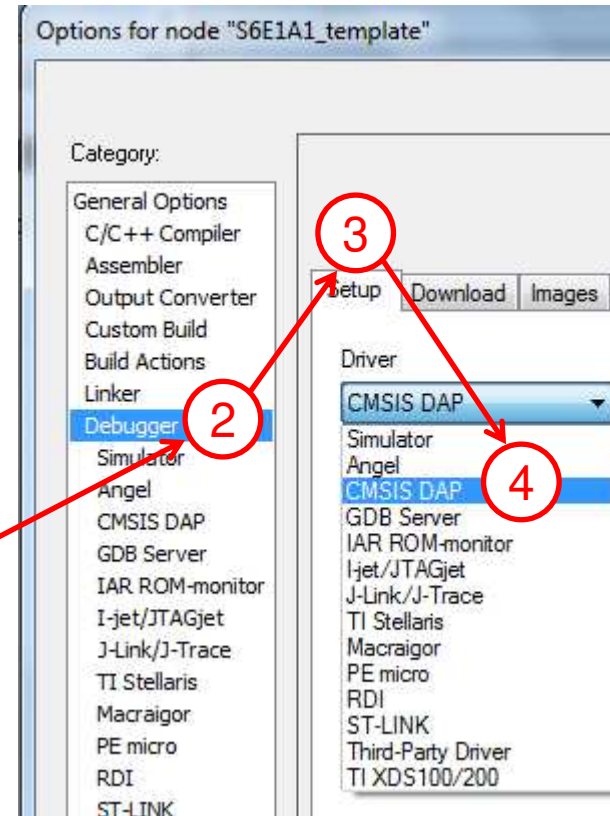 Options for node "S6E1A1_template"
Category:
General Options
C/C++ Compiler
Assembler
Output Converter
Custom Build
Build Actions
Linker
Debugger
Simulator
Angel
CMSIS DAP
GDB Server
IAR ROM-monitor
I-jet/JTAGjet
J-Link/J-Trace
TI Stellaris
Macraigor
PE micro
RDI
ST-LINK
2
3
Setup Download Images
Driver
CMSIS DAP
Simulator
Angel
CMSIS DAP
4
GDB Server
IAR ROM-monitor
I-jet/JTAGjet
J-Link/J-Trace
TI Stellaris
Macraigor
PE micro
RDI
ST-LINK
Third-Party Driver
TI XDS100/200